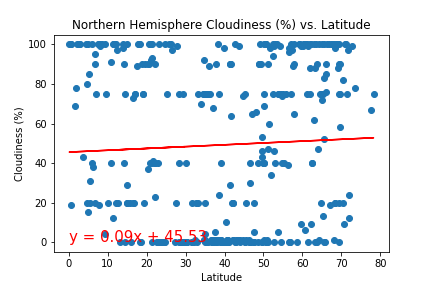 Northern Hemisphere Cloudiness (%) vs. Latitude
100
80
60
40
20
0
Cloudiness (%)
y = 0.09x + 45.53
0 10 20 30 40 50 60 70 80
Latitude